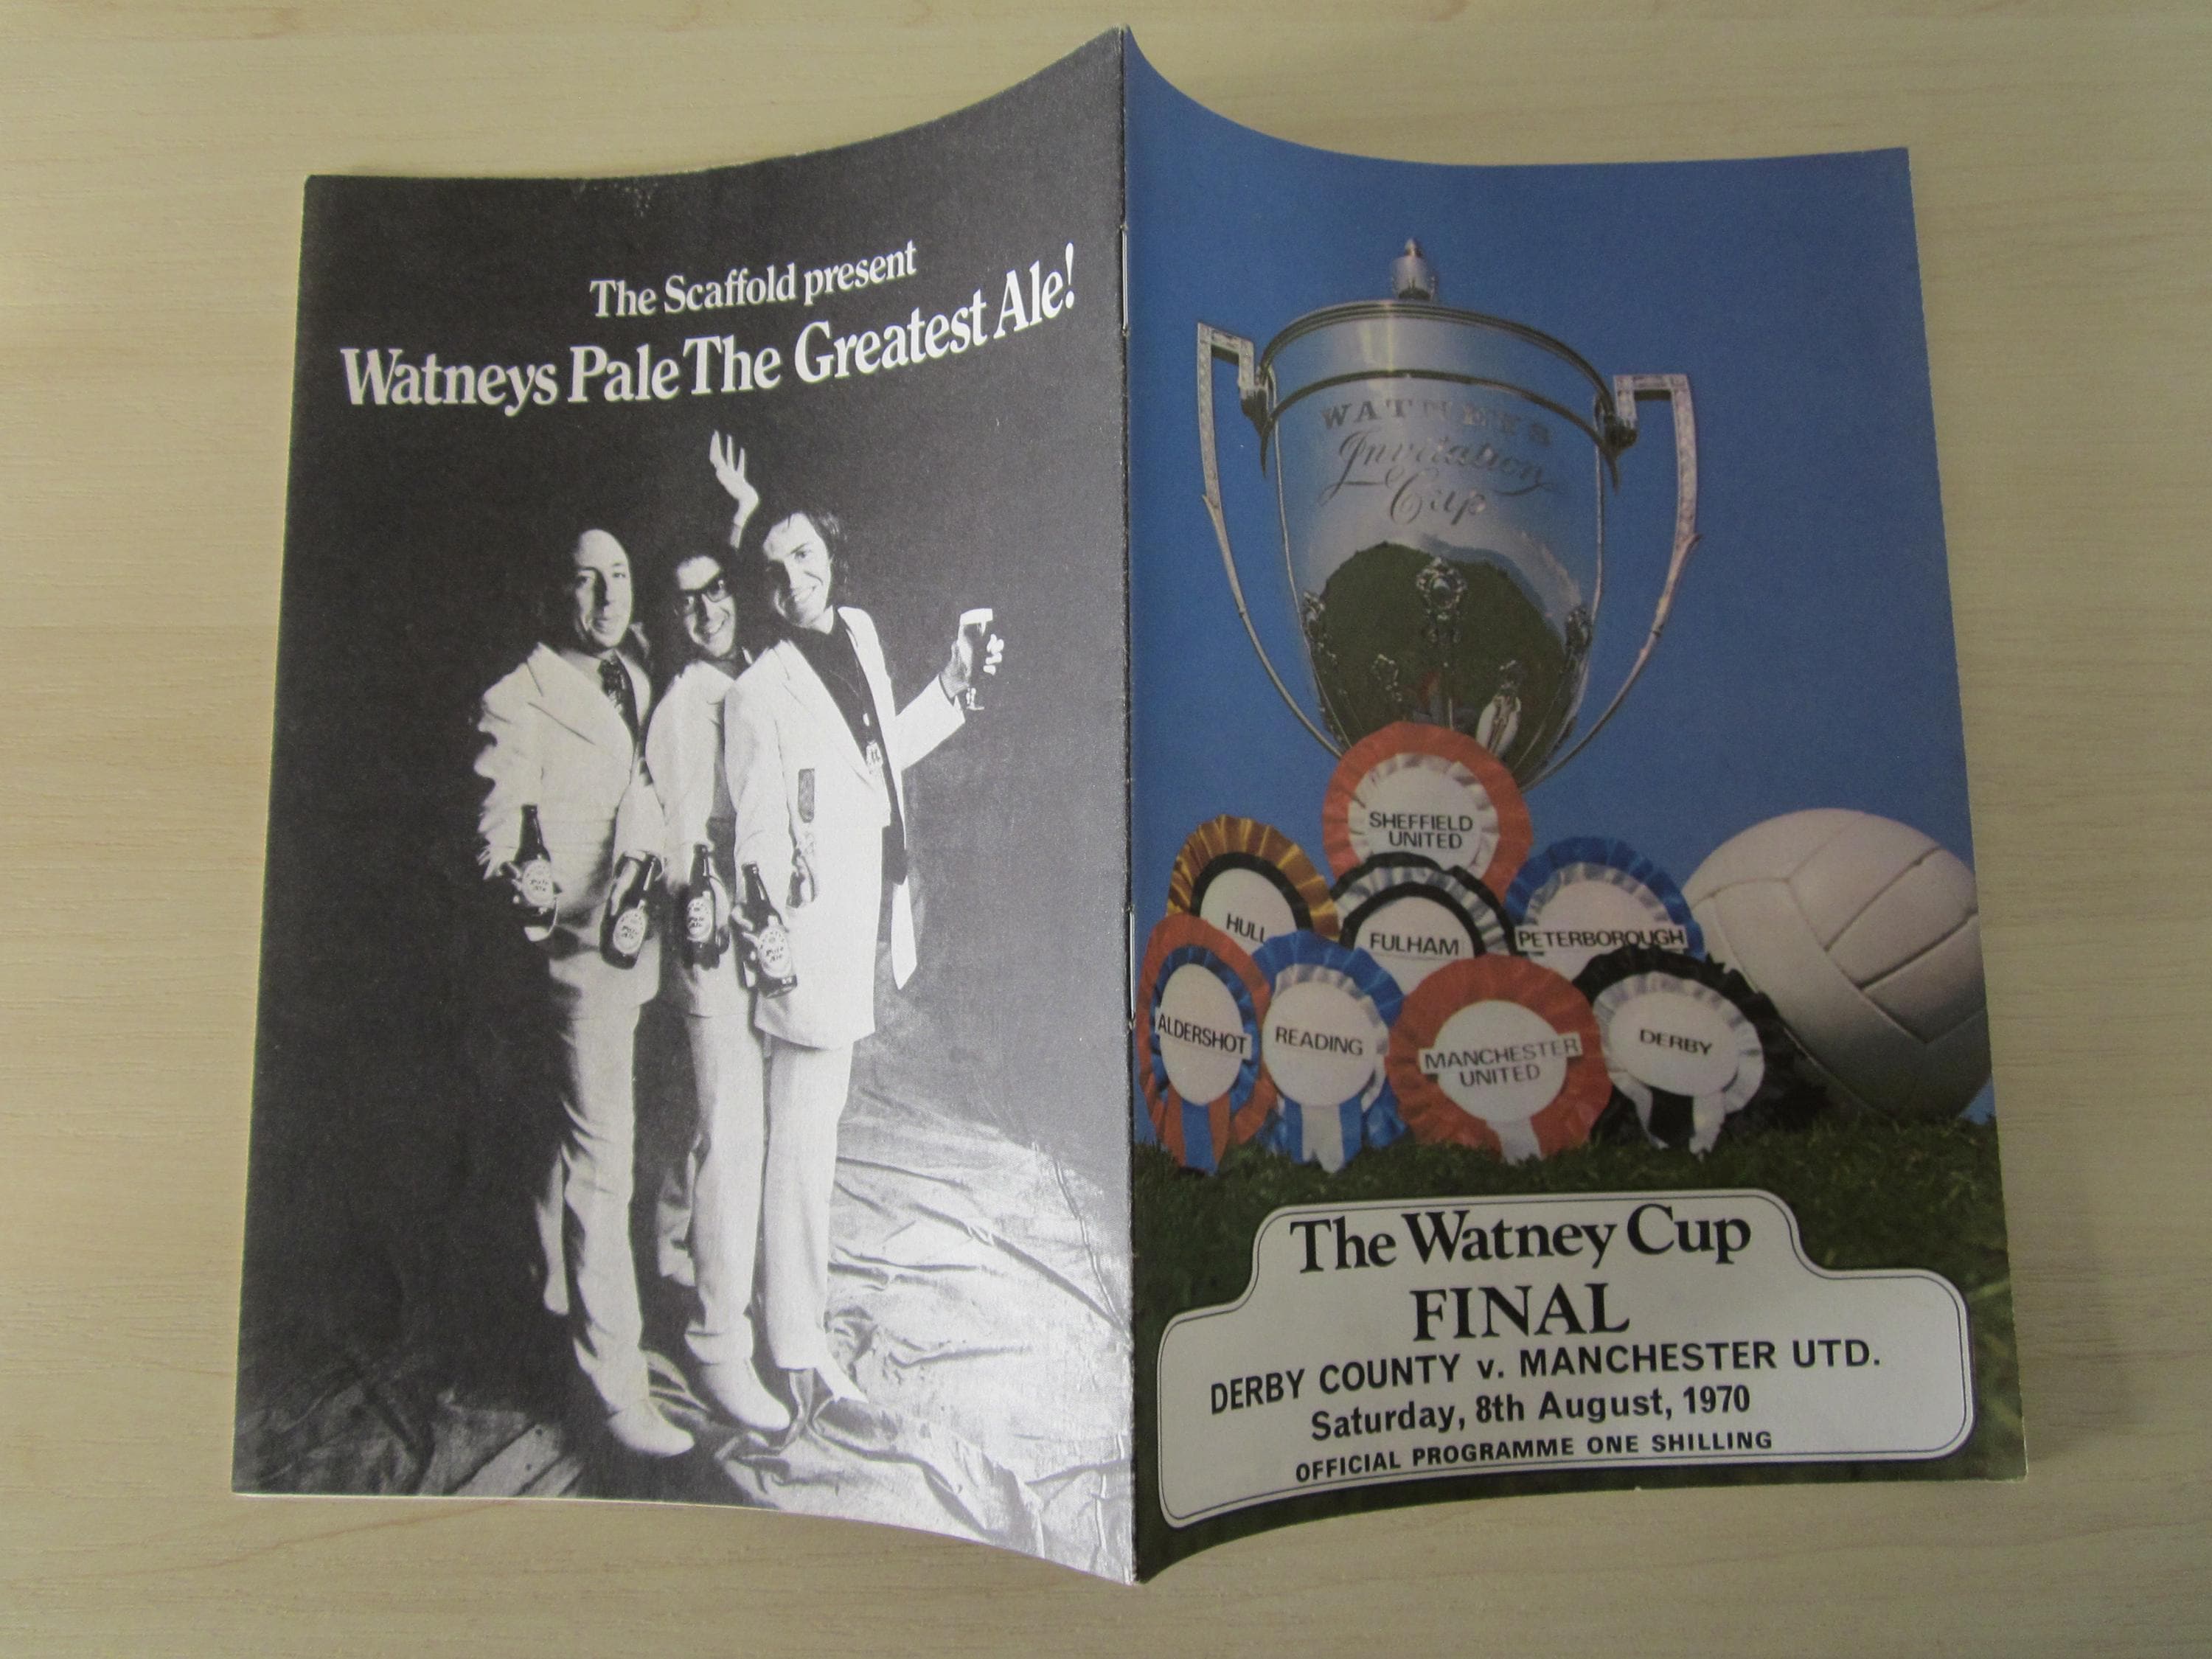 The Scaffold present
Watneys Pale The Greatest Ale!
WATNEYS
Invitation
Cup
SHEFFIELD
UNITED
HULL
FULHAM
PETERBOROUGH
ALDERSHOT
READING
MANCHESTER
UNITED
DERBY
The Watney Cup
FINAL
DERBY COUNTY v. MANCHESTER UTD.
Saturday, 8th August, 1970
OFFICIAL PROGRAMME ONE SHILLING